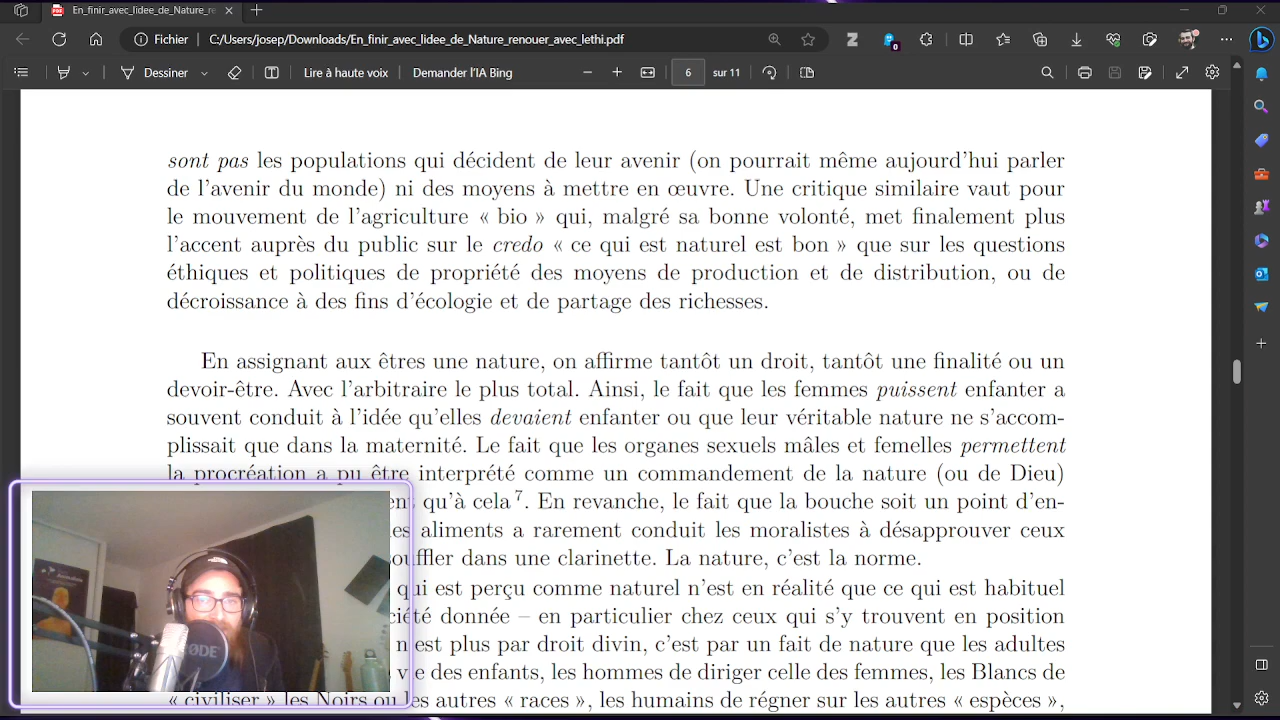 En_finir_avec_lidee_de_Nature_re
Fichier C:/Users/josep/Downloads/En_finir_avec_lidee_de_Nature_renouer_avec_lethi.pdf
Dessiner Lire à haute voix Demander l'IA Bing 6 sur 11
sont pas les populations qui décident de leur avenir (on pourrait même aujourd'hui parler
de l'avenir du monde) ni des moyens à mettre en œuvre. Une critique similaire vaut pour
le mouvement de l'agriculture « bio » qui, malgré sa bonne volonté, met finalement plus
l'accent auprès du public sur le credo « ce qui est naturel est bon » que sur les questions
éthiques et politiques de propriété des moyens de production et de distribution, ou de
décroissance à des fins d'écologie et de partage des richesses.
En assignant aux êtres une nature, on affirme tantôt un droit, tantôt une finalité ou un
devoir-être. Avec l'arbitraire le plus total. Ainsi, le fait que les femmes puissent enfanter a
souvent conduit à l'idée qu'elles devaient enfanter ou que leur véritable nature ne s'accom-
plissait que dans la maternité. Le fait que les organes sexuels mâles et femelles permettent
la procréation a pu être interprété comme un commandement de la nature (ou de Dieu)
qu'à cela 7. En revanche, le fait que la bouche soit un point d'en-
aliments a rarement conduit les moralistes à désapprouver ceux
dans une clarinette. La nature, c'est la norme.
qui est perçu comme naturel n'est en réalité que ce qui est habituel
donnée – en particulier chez ceux qui s'y trouvent en position
n'est plus par droit divin, c'est par un fait de nature que les adultes
des enfants, les hommes de diriger celle des femmes, les Blancs de
« civiliser » les Noirs ou les autres « races », les humains de régner sur les autres « espèces »,
RØDE